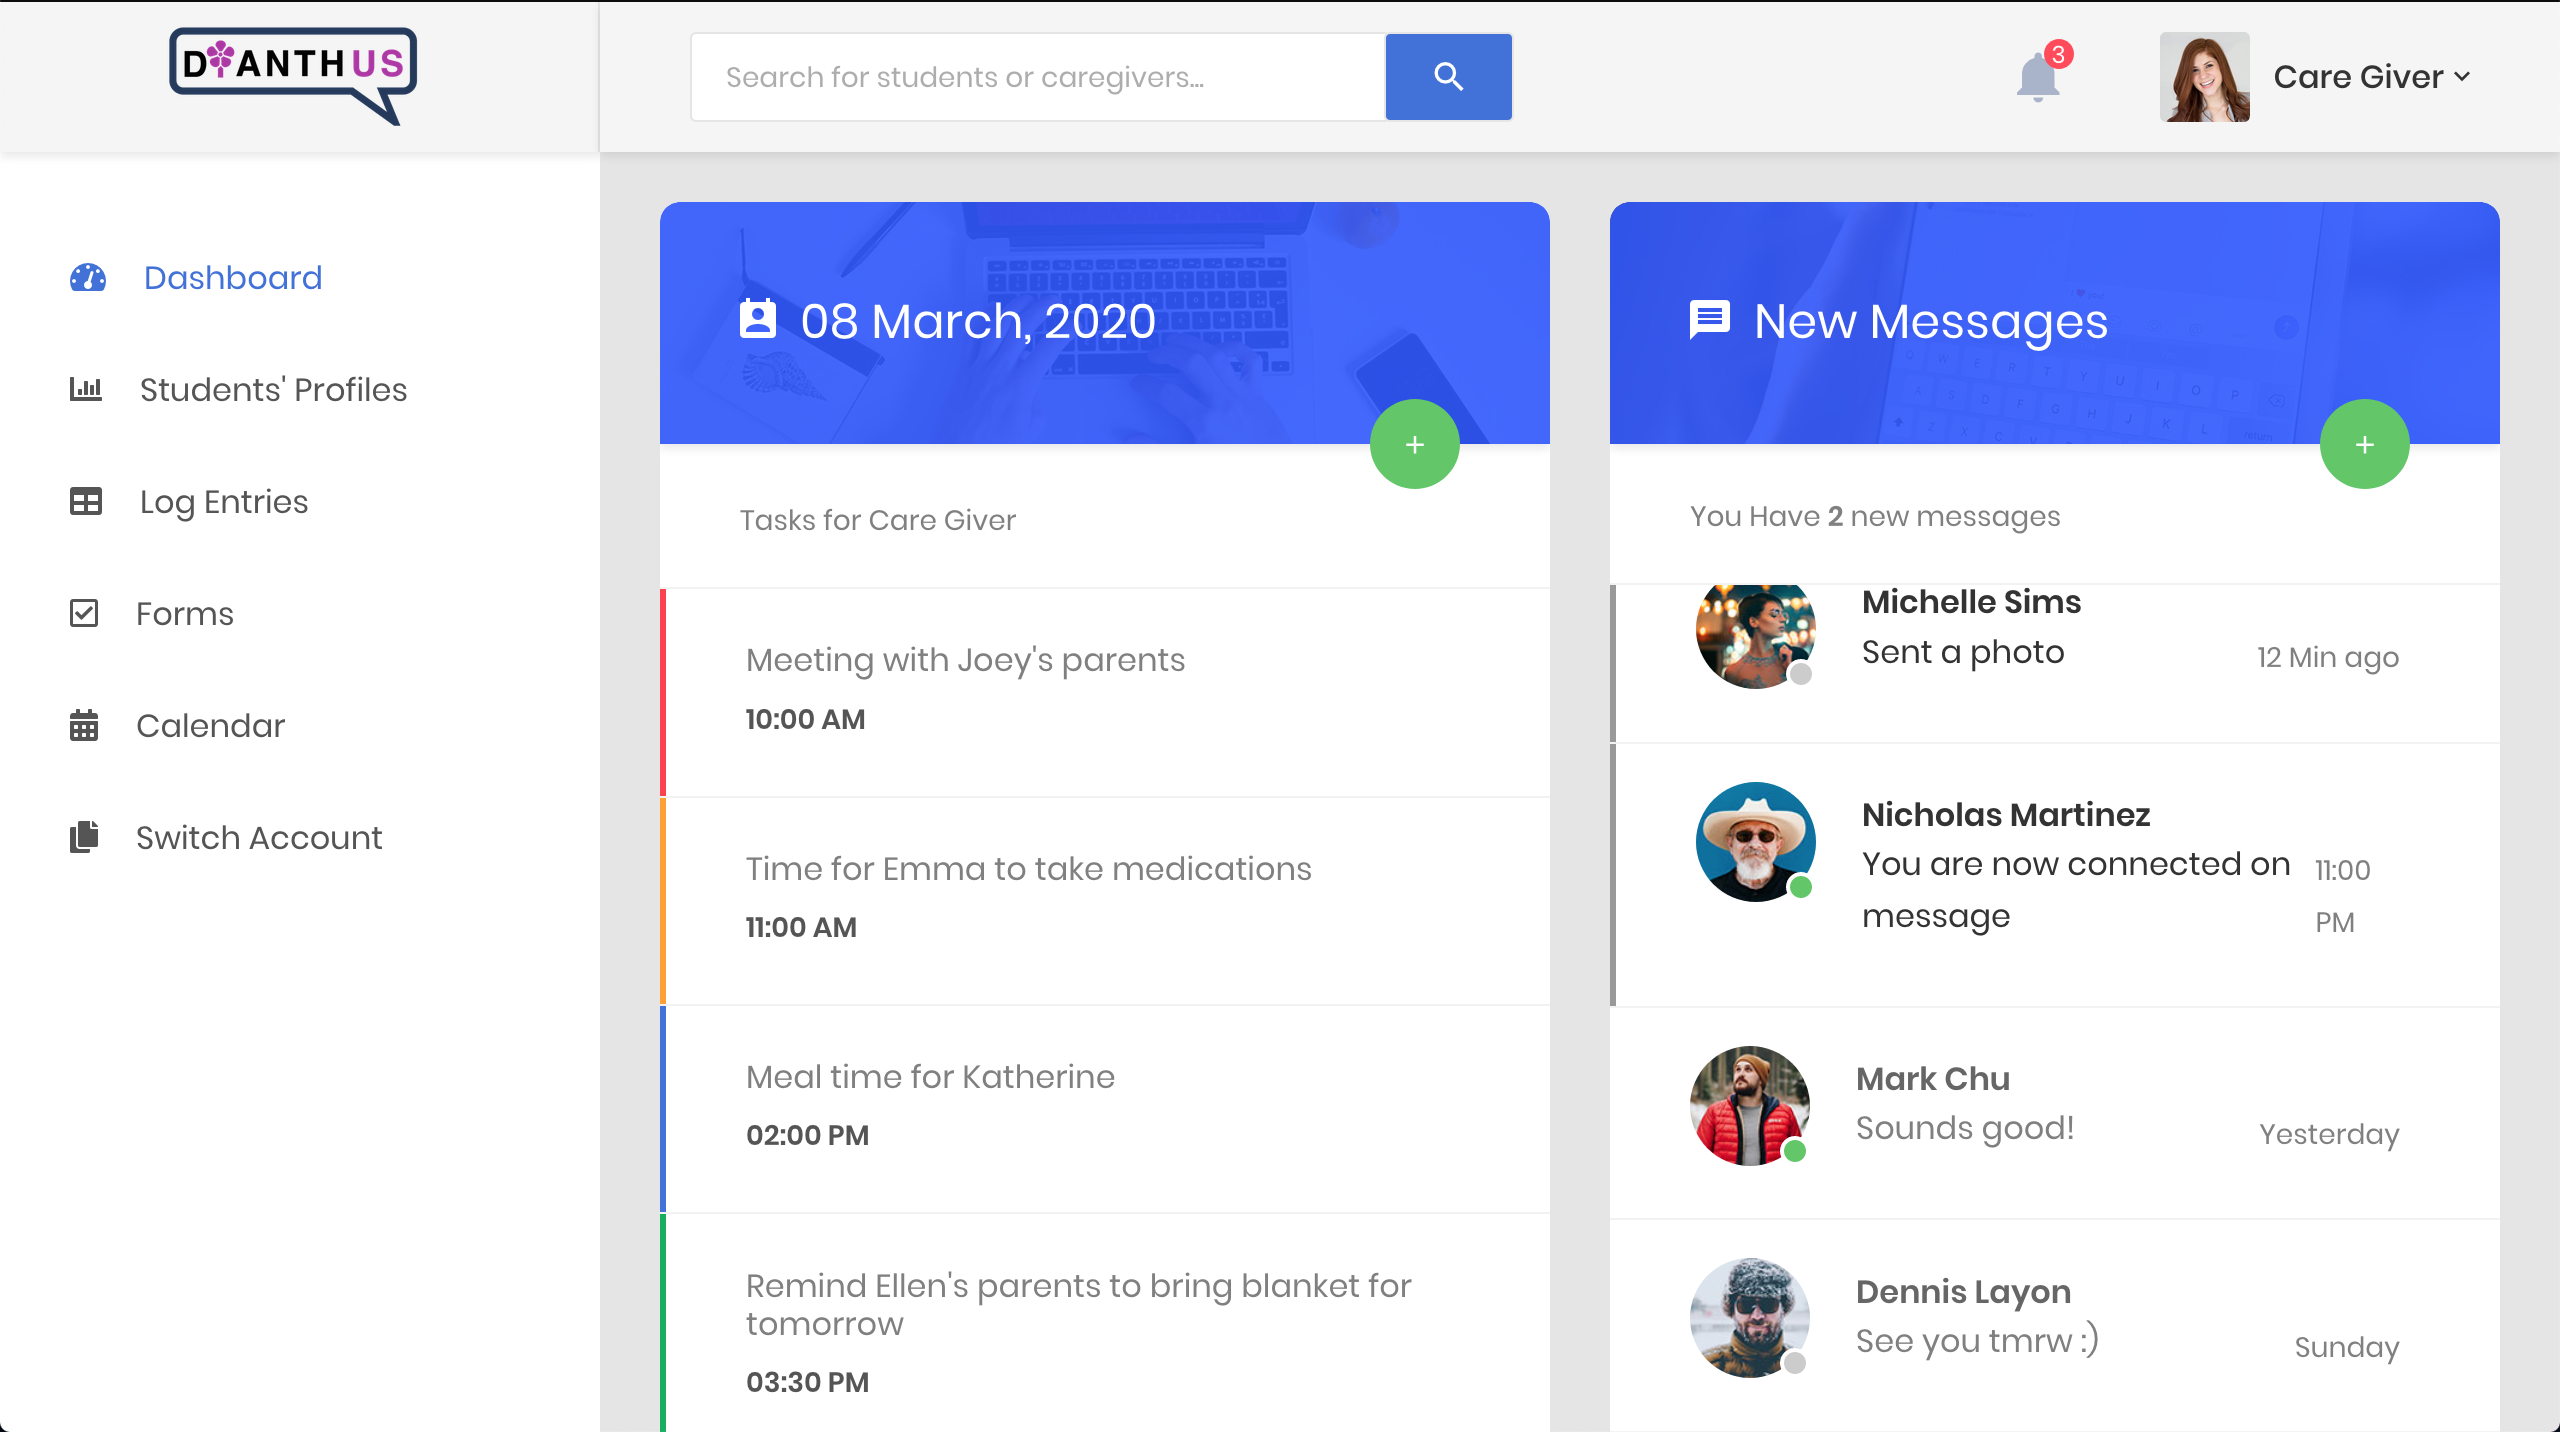 DIANTHUS
Search for students or caregivers...
3
Care Giver
Dashboard
Students' Profiles
Log Entries
Forms
Calendar
Switch Account
08 March, 2020
+
Tasks for Care Giver
Meeting with Joey's parents
10:00 AM
Time for Emma to take medications
11:00 AM
Meal time for Katherine
02:00 PM
Remind Ellen's parents to bring blanket for
tomorrow
03:30 PM
New Messages
+
You Have 2 new messages
Michelle Sims
Sent a photo
12 Min ago
Nicholas Martinez
You are now connected on
message
11:00
PM
Mark Chu
Sounds good!
Yesterday
Dennis Layon
See you tmrw :)
Sunday